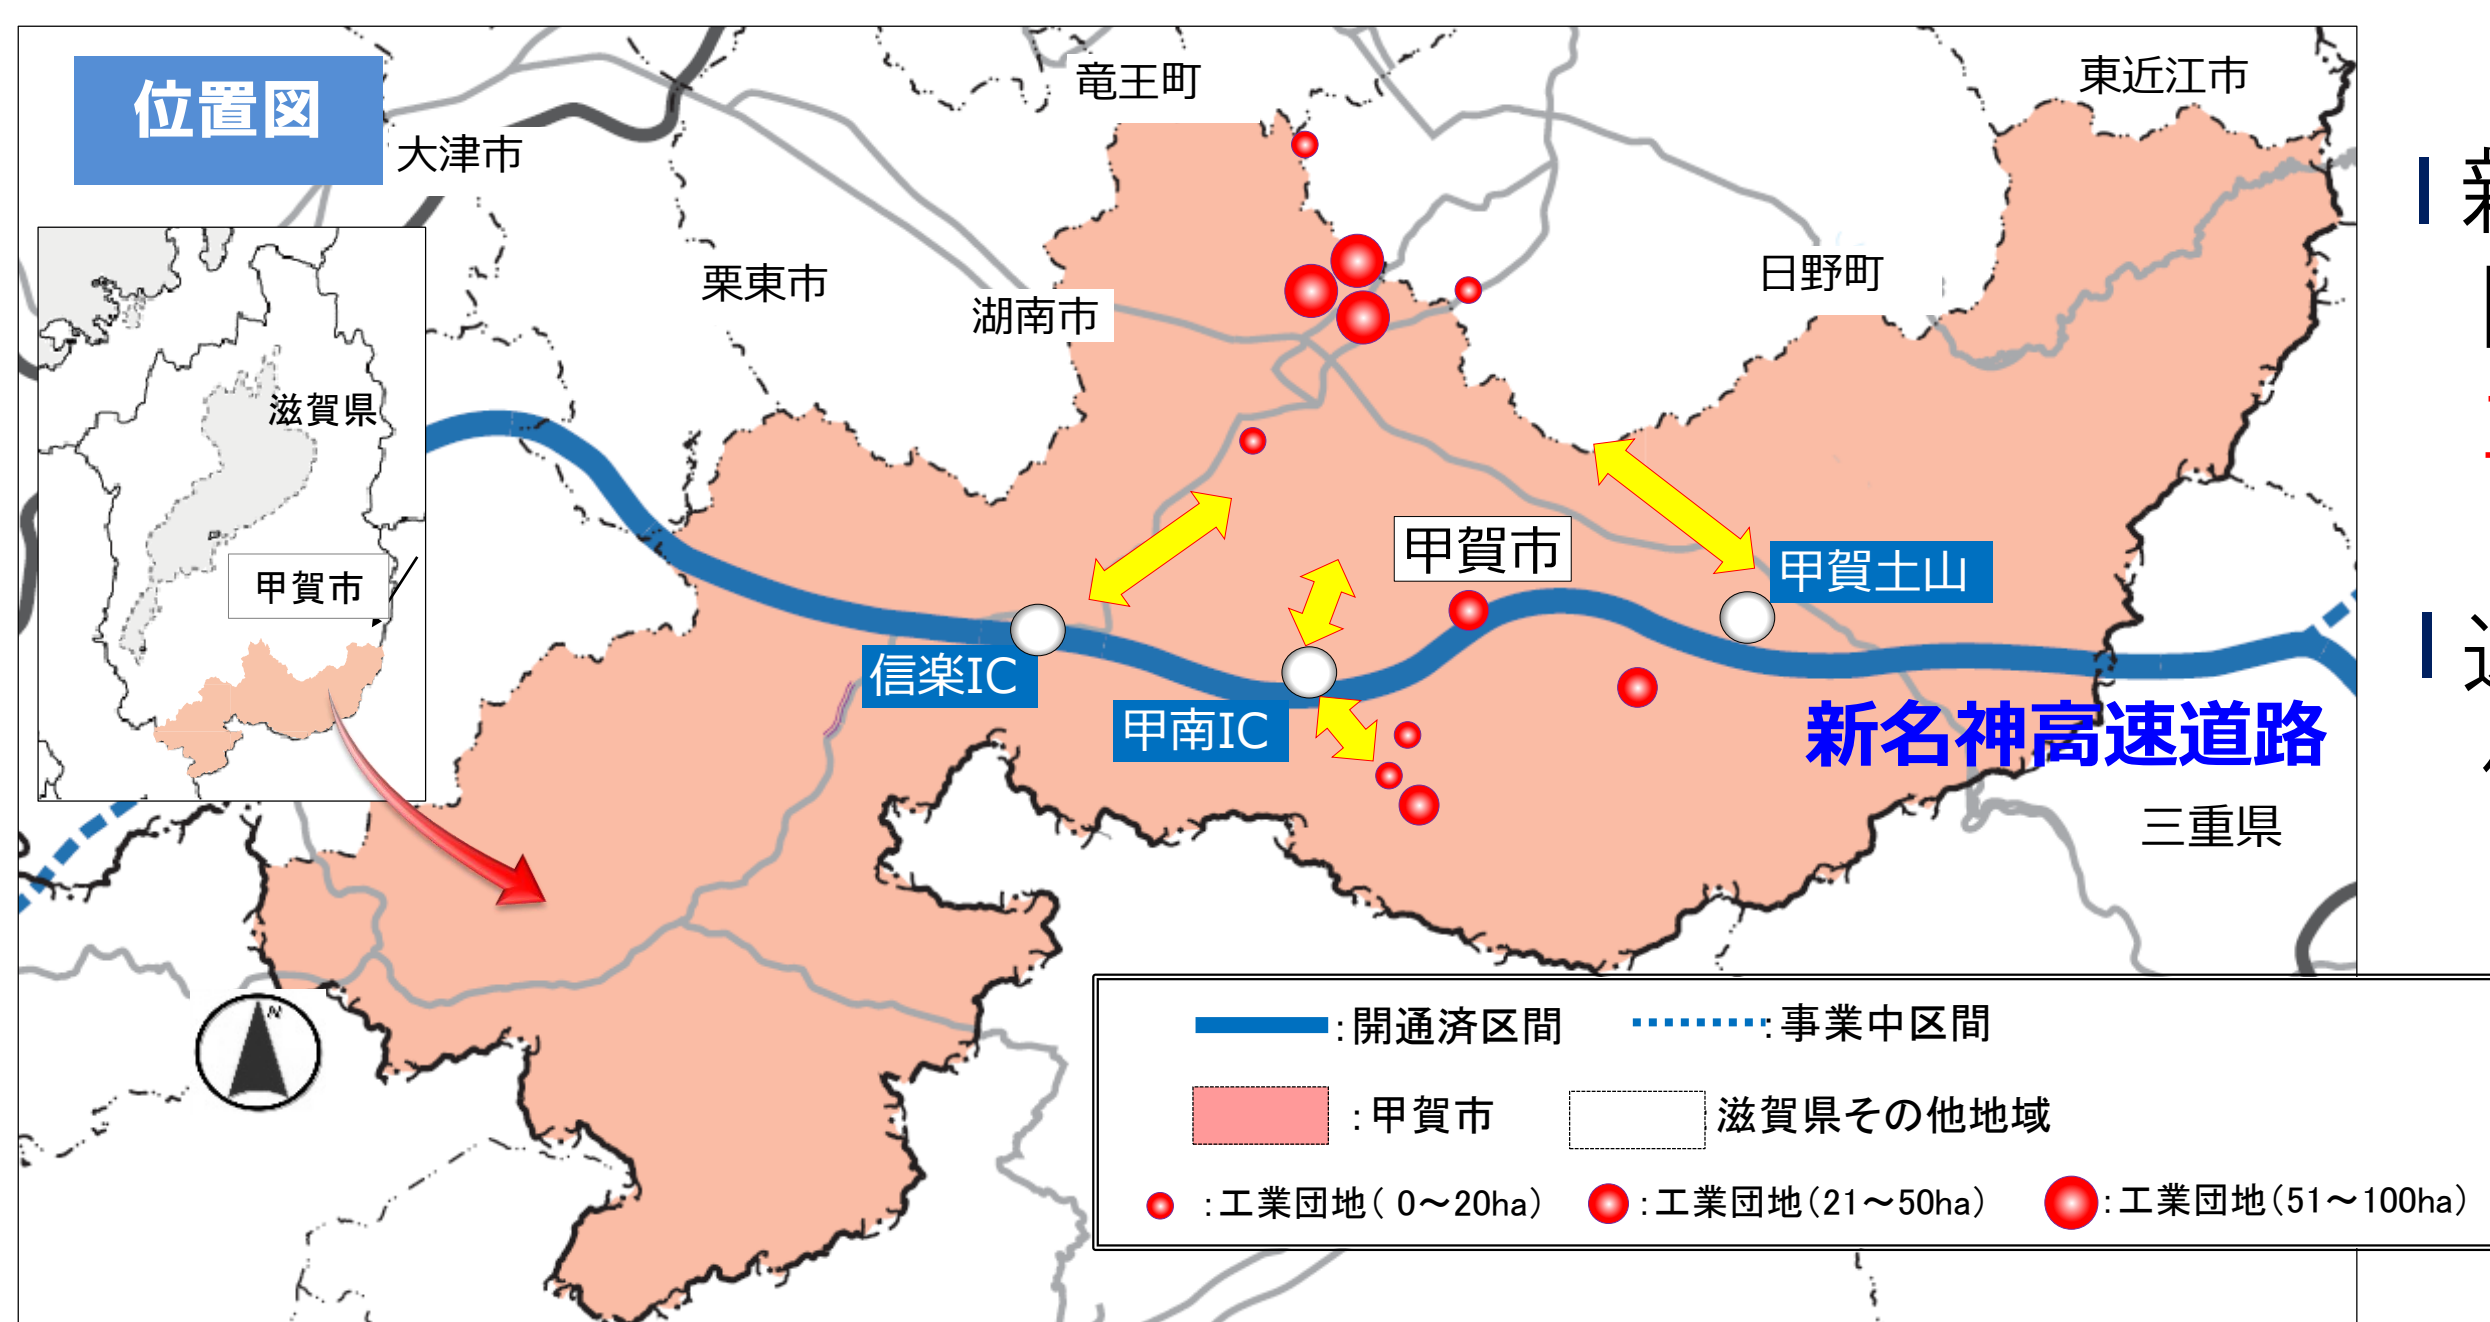 位置図
竜王町
東近江市
大津市
栗東市
湖南市
日野町
滋賀県
甲賀市
甲賀市
甲賀土山
信楽IC
甲南IC
新名神高速道路
三重県
N
:開通済区間
:事業中区間
:甲賀市
滋賀県その他地域
:工業団地( 0～20ha)
:工業団地(21～50ha)
:工業団地(51～100ha)